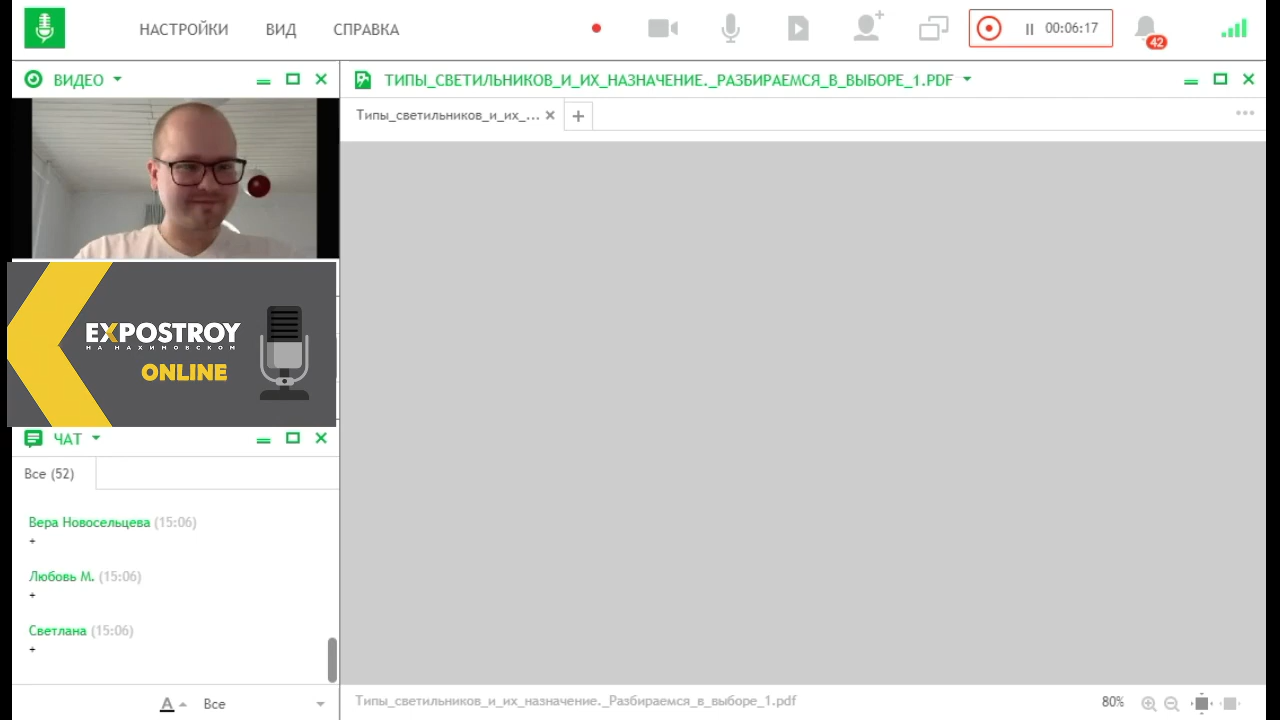 НАСТРОЙКИ ВИД СПРАВКА
00:06:17
42
ВИДЕО
ТИПЫ_СВЕТИЛЬНИКОВ_И_ИХ_НАЗНАЧЕНИЕ._РАЗБИРАЕМСЯ_В_ВЫБОРЕ_1.PDF
Типы_светильников_и_их_...
EXPOSTROY
НА НАХИМОВСКОМ
ONLINE
ЧАТ
Все (52)
Вера Новосельцева (15:06)
+
Любовь М. (15:06)
+
Светлана (15:06)
+
A Все
Типы_светильников_и_их_назначение._Разбираемся_в_выборе_1.pdf
80%